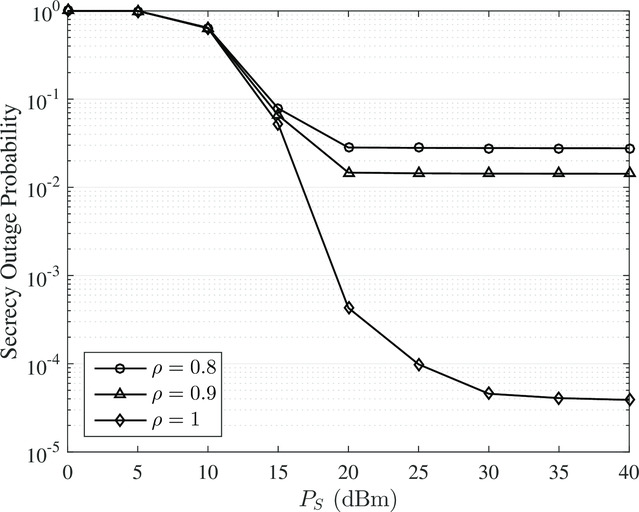 Secrecy Outage Probability
10^0
10^-1
10^-2
10^-3
10^-4
10^-5
ρ = 0.8
ρ = 0.9
ρ = 1
0 5 10 15 20 25 30 35 40
P_S (dBm)